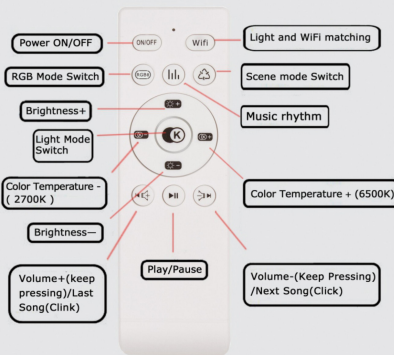 Power ON/OFF
ON/OFF
Wifi
Light and WiFi matching
RGB Mode Switch
RGB
Scene mode Switch
Brightness+
Music rhythm
Light Mode
Switch
K
Color Temperature -
( 2700K )
Color Temperature + (6500K)
Brightness—
Volume+(keep
pressing)/Last
Song(Clink)
Play/Pause
Volume-(Keep Pressing)
/Next Song(Click)